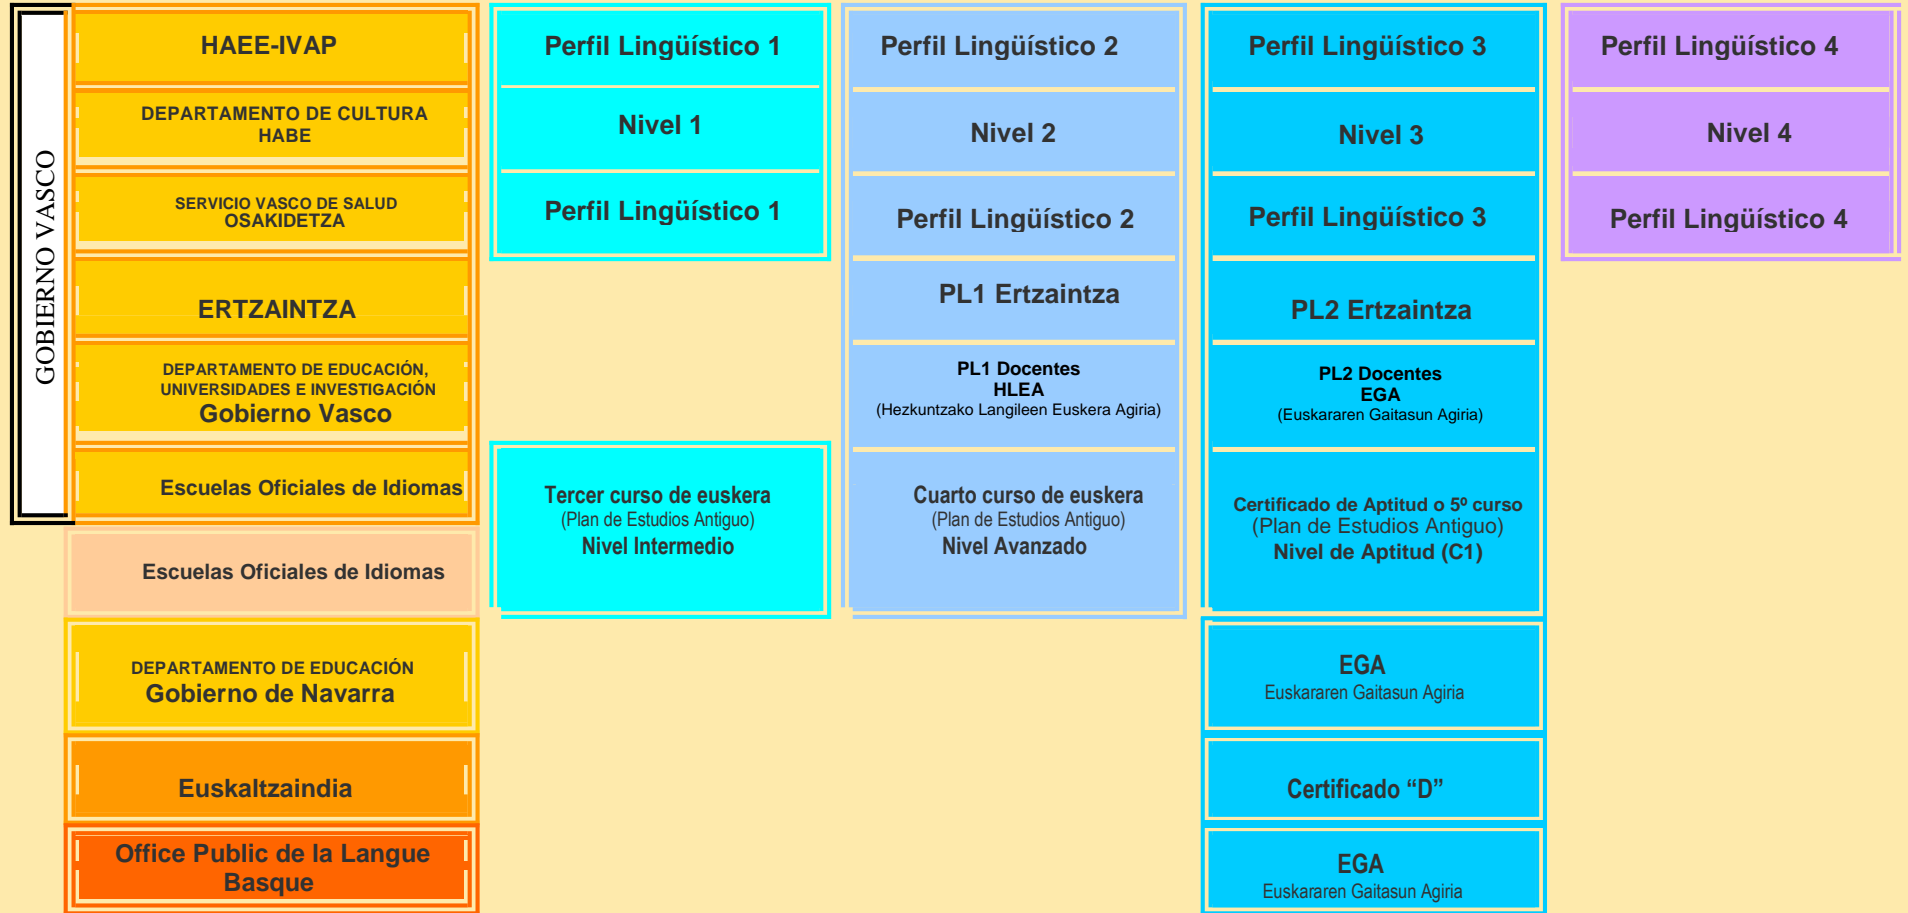 GOBIERNO VASCO
HAEE-IVAP
Perfil Lingüístico 1
Perfil Lingüístico 2
Perfil Lingüístico 3
Perfil Lingüístico 4
DEPARTAMENTO DE CULTURA
HABE
Nivel 1
Nivel 2
Nivel 3
Nivel 4
SERVICIO VASCO DE SALUD
OSAKIDETZA
Perfil Lingüístico 1
Perfil Lingüístico 2
Perfil Lingüístico 3
Perfil Lingüístico 4
ERTZAINTZA
PL1 Ertzaintza
PL2 Ertzaintza
DEPARTAMENTO DE EDUCACIÓN,
UNIVERSIDADES E INVESTIGACIÓN
Gobierno Vasco
PL1 Docentes
HLEA
(Hezkuntzako Langileen Euskera Agiria)
PL2 Docentes
EGA
(Euskararen Gaitasun Agiria)
Escuelas Oficiales de Idiomas
Tercer curso de euskera
(Plan de Estudios Antiguo)
Nivel Intermedio
Cuarto curso de euskera
(Plan de Estudios Antiguo)
Nivel Avanzado
Certificado de Aptitud o 5º curso
(Plan de Estudios Antiguo)
Nivel de Aptitud (C1)
Escuelas Oficiales de Idiomas
DEPARTAMENTO DE EDUCACIÓN
Gobierno de Navarra
EGA
Euskararen Gaitasun Agiria
Euskaltzaindia
Certificado “D”
Office Public de la Langue
Basque
EGA
Euskararen Gaitasun Agiria